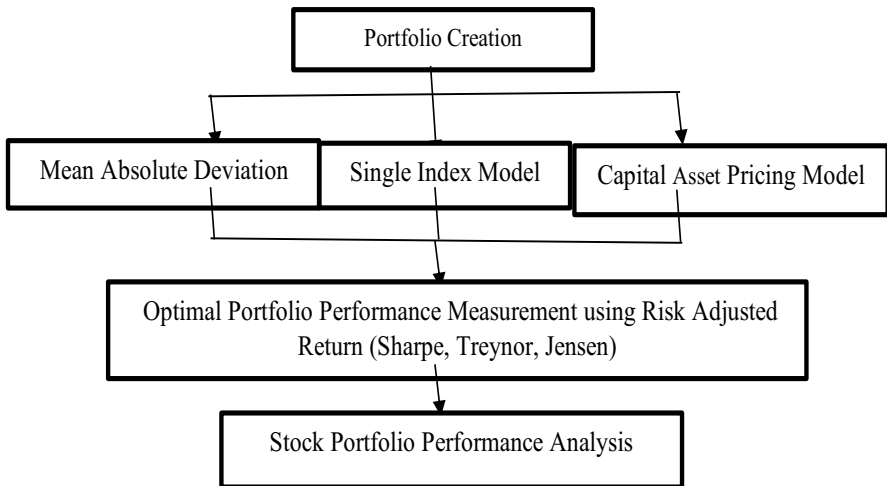 Portfolio Creation
Mean Absolute Deviation
Single Index Model
Capital Asset Pricing Model
Optimal Portfolio Performance Measurement using Risk Adjusted
Return (Sharpe, Treynor, Jensen)
Stock Portfolio Performance Analysis